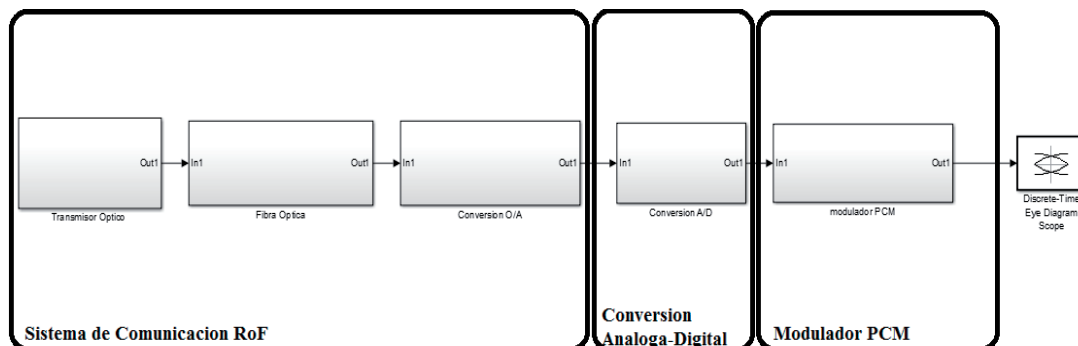 Out1
In1
Out1
In1
Out1
In1
Out1
In1
Out1
Transmisor Optico
Fibra Optica
Conversion O/A
Conversion A/D
modulador PCM
Discrete-Time
Eye Diagram
Scope
Sistema de Comunicacion RoF
Conversion
Analoga-Digital
Modulador PCM